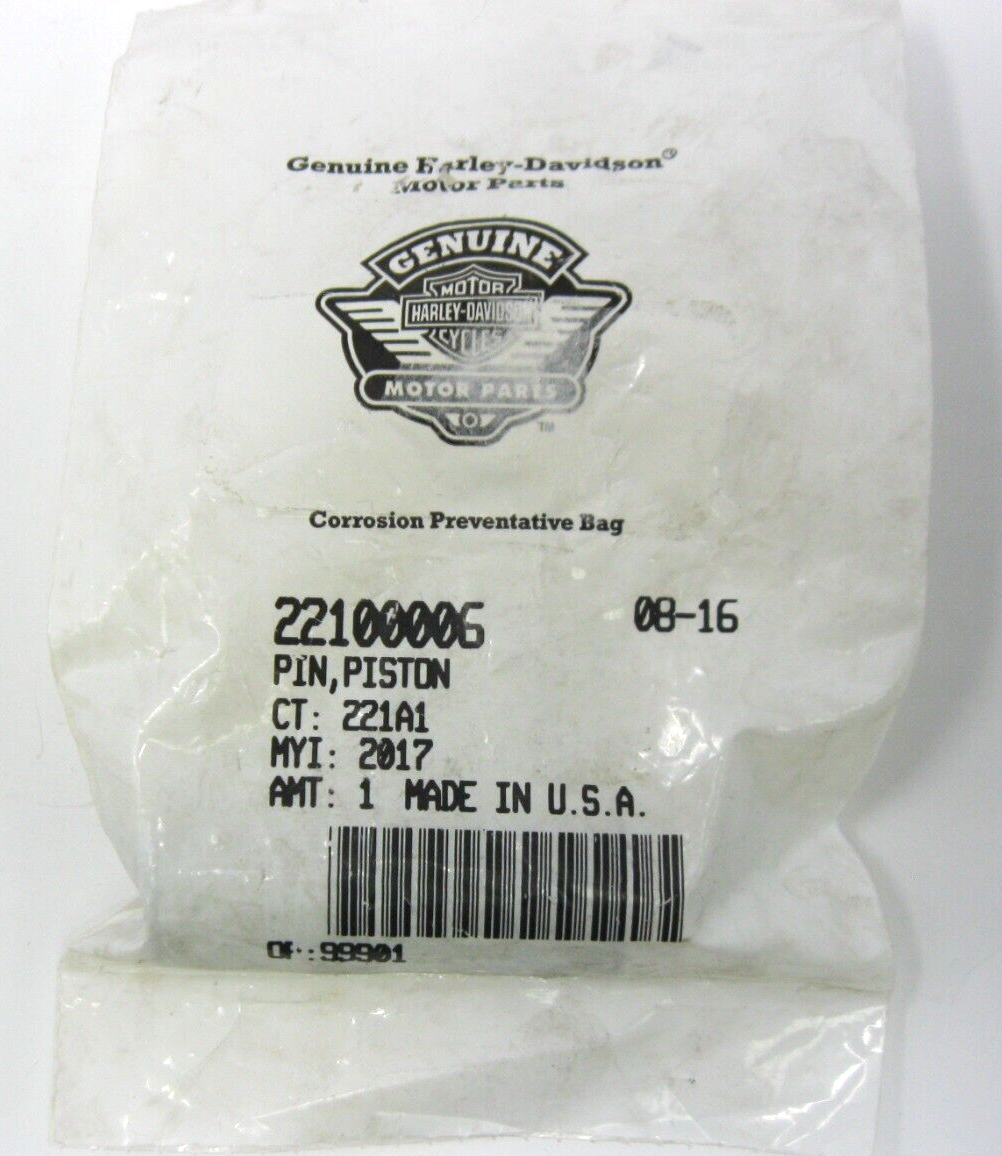 Genuine Harley-Davidson®
Motor Parts
GENUINE
MOTOR
HARLEY-DAVIDSON
CYCLES
MOTOR PARTS
TM
Corrosion Preventative Bag
22100006 08-16
PIN,PISTON
CT: 221A1
MYI: 2017
AMT: 1 MADE IN U.S.A.
99901